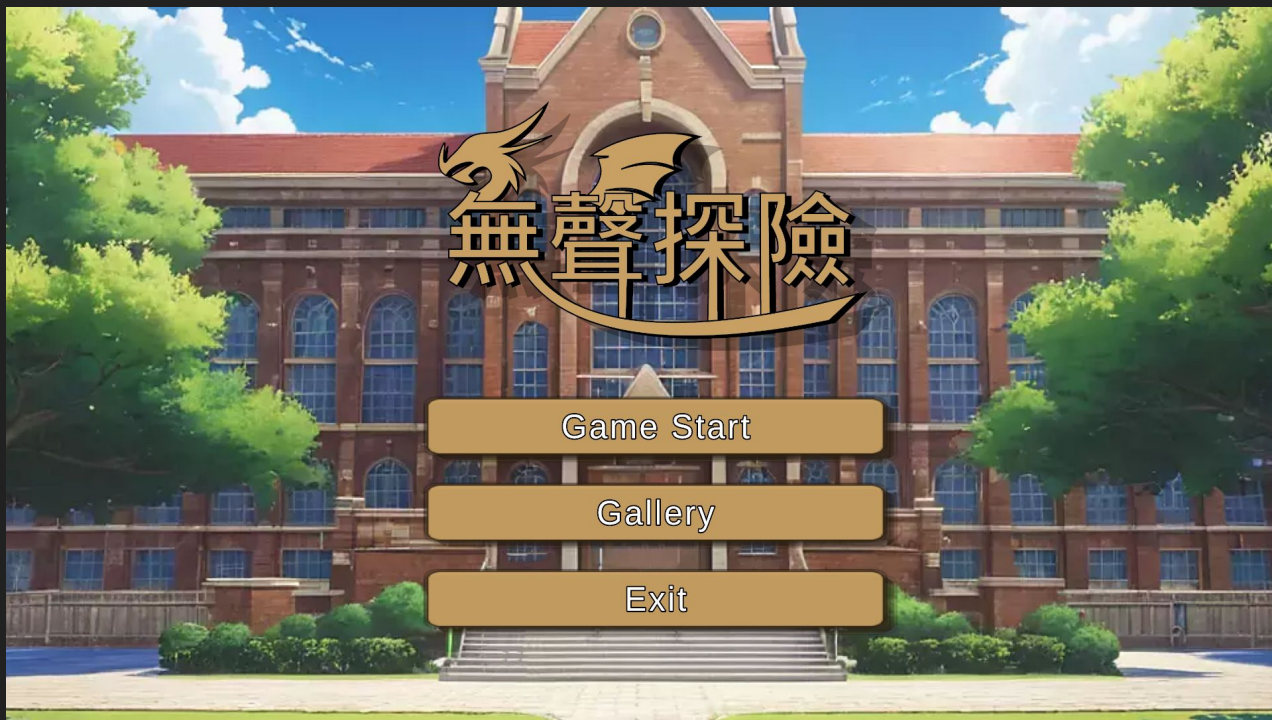 無聲探險
Game Start
Gallery
Exit